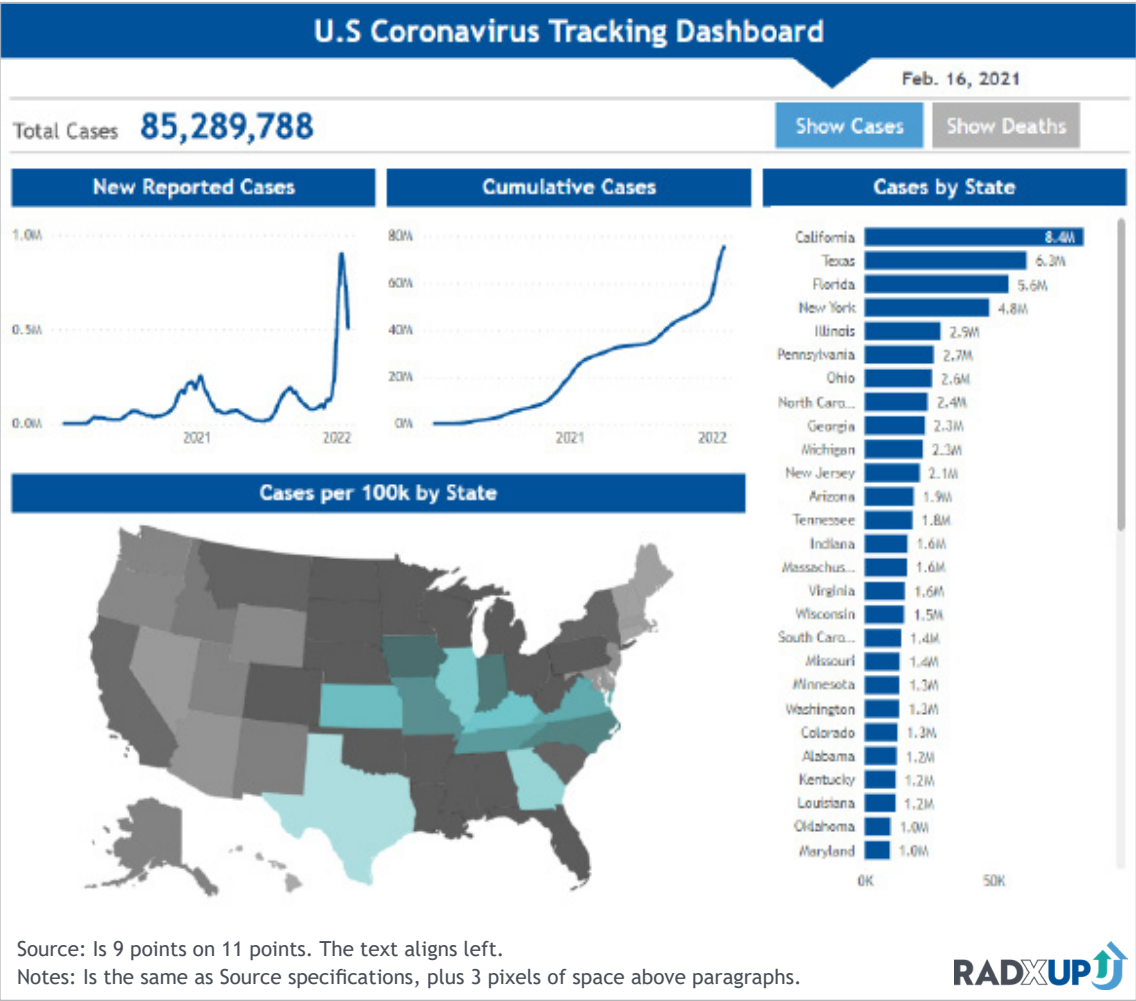 U.S Coronavirus Tracking Dashboard
Feb. 16, 2021
Total Cases 85,289,788
Show Cases
Show Deaths
New Reported Cases
1.0M
0.5M
0.0M
2021
2022
Cumulative Cases
80M
60M
40M
20M
0M
2021
2022
Cases by State
California 8.4M
Texas 6.3M
Florida 5.6M
New York 4.8M
Illinois 2.9M
Pennsylvania 2.7M
Ohio 2.6M
North Caro... 2.4M
Georgia 2.3M
Michigan 2.3M
New Jersey 2.1M
Arizona 1.9M
Tennessee 1.8M
Indiana 1.6M
Massachus... 1.6M
Virginia 1.6M
Wisconsin 1.5M
South Caro... 1.4M
Missouri 1.4M
Minnesota 1.3M
Washington 1.3M
Colorado 1.3M
Alabama 1.2M
Kentucky 1.2M
Louisiana 1.2M
Oklahoma 1.0M
Maryland 1.0M
0K 50K
Cases per 100k by State
Source: Is 9 points on 11 points. The text aligns left.
Notes: Is the same as Source specifications, plus 3 pixels of space above paragraphs.
RADXUP